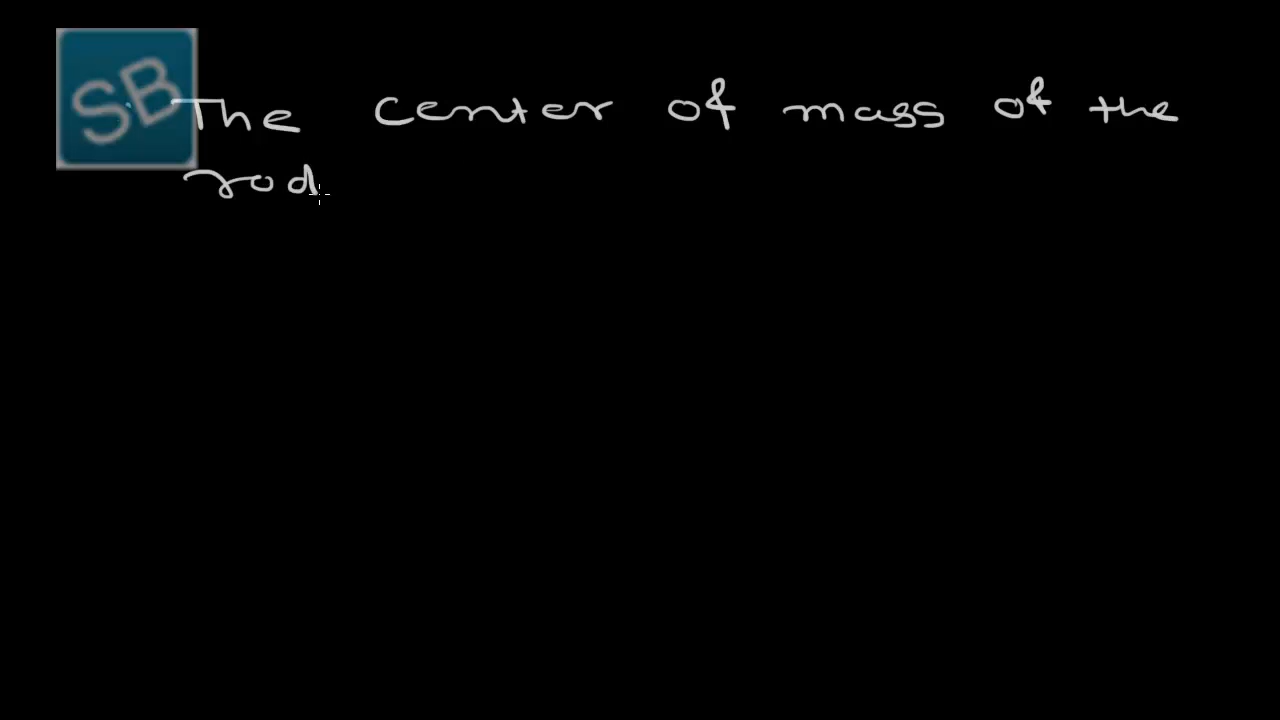 SB
The center of mass of the
rod